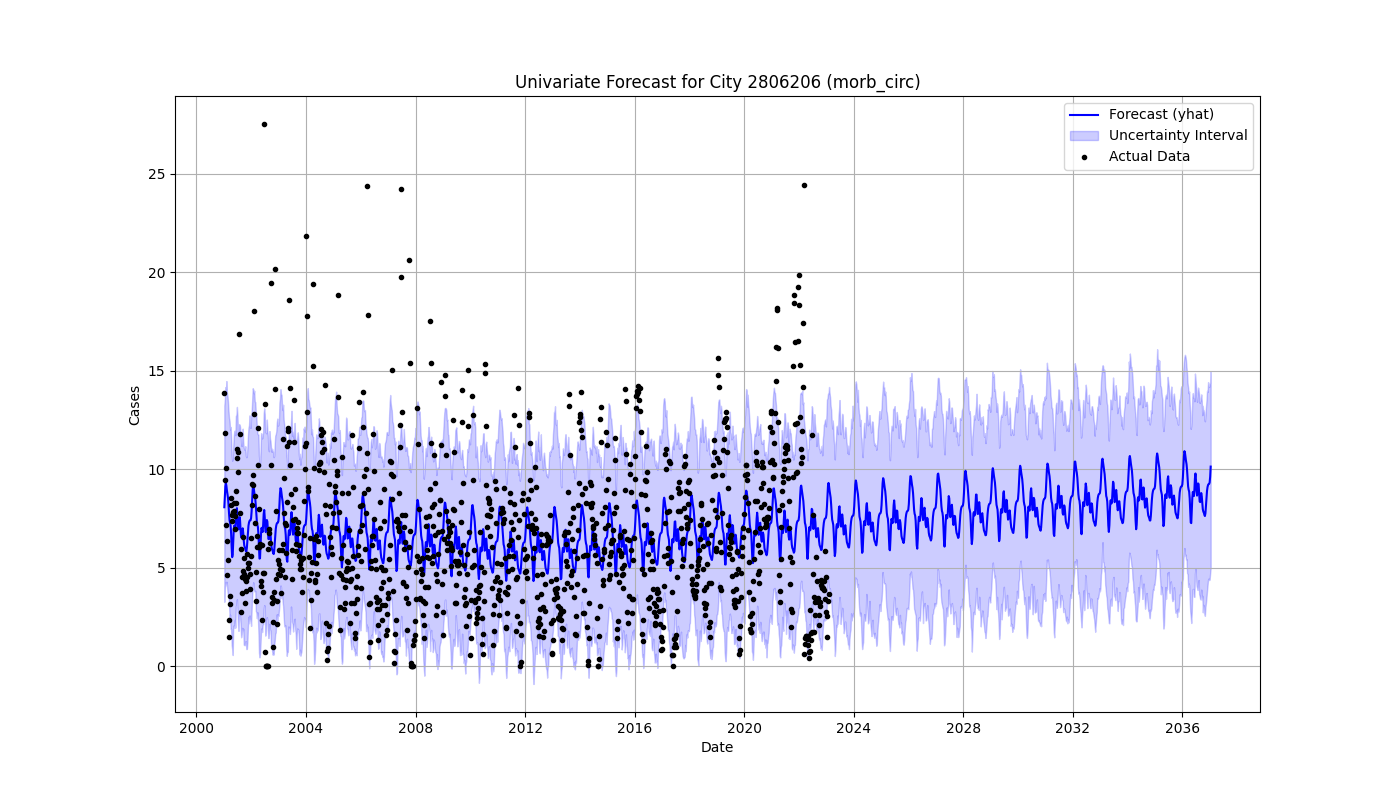 Univariate Forecast for City 2806206 (morb_circ)
Forecast (yhat)
Uncertainty Interval
Actual Data
Cases
25
20
15
10
5
0
2000 2004 2008 2012 2016 2020 2024 2028 2032 2036
Date